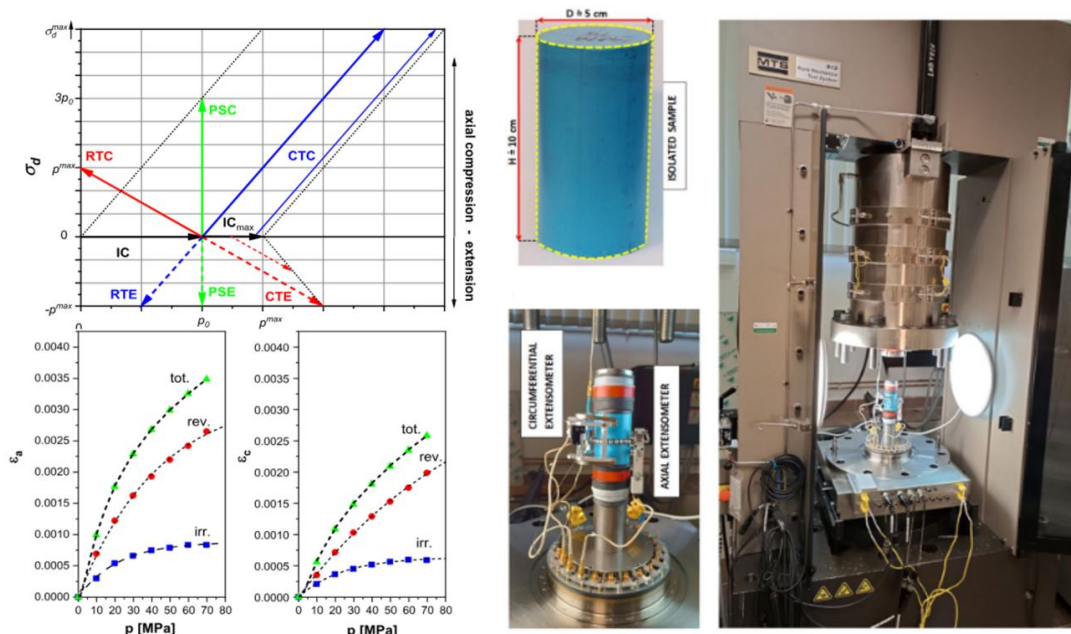 σd^max
3p₀
p^max
0
-p^max
σd
RTC
PSC
CTC
IC
ICmax
RTE
PSE
CTE
p₀
p^max
axial compression - extension
0
0.0040
0.0035
0.0030
0.0025
0.0020
0.0015
0.0010
0.0005
0.0000
εa
tot.
rev.
irr.
0 10 20 30 40 50 60 70 80
p [MPa]
0.0040
0.0035
0.0030
0.0025
0.0020
0.0015
0.0010
0.0005
0.0000
εc
tot.
rev.
irr.
0 10 20 30 40 50 60 70 80
p [MPa]
D ≐ 5 cm
H ≐ 10 cm
ISOLATED SAMPLE
CIRCUMFERENTIAL
EXTENSOMETER
AXIAL EXTENSOMETER
MTS
815
Rock Mechanics
Test System